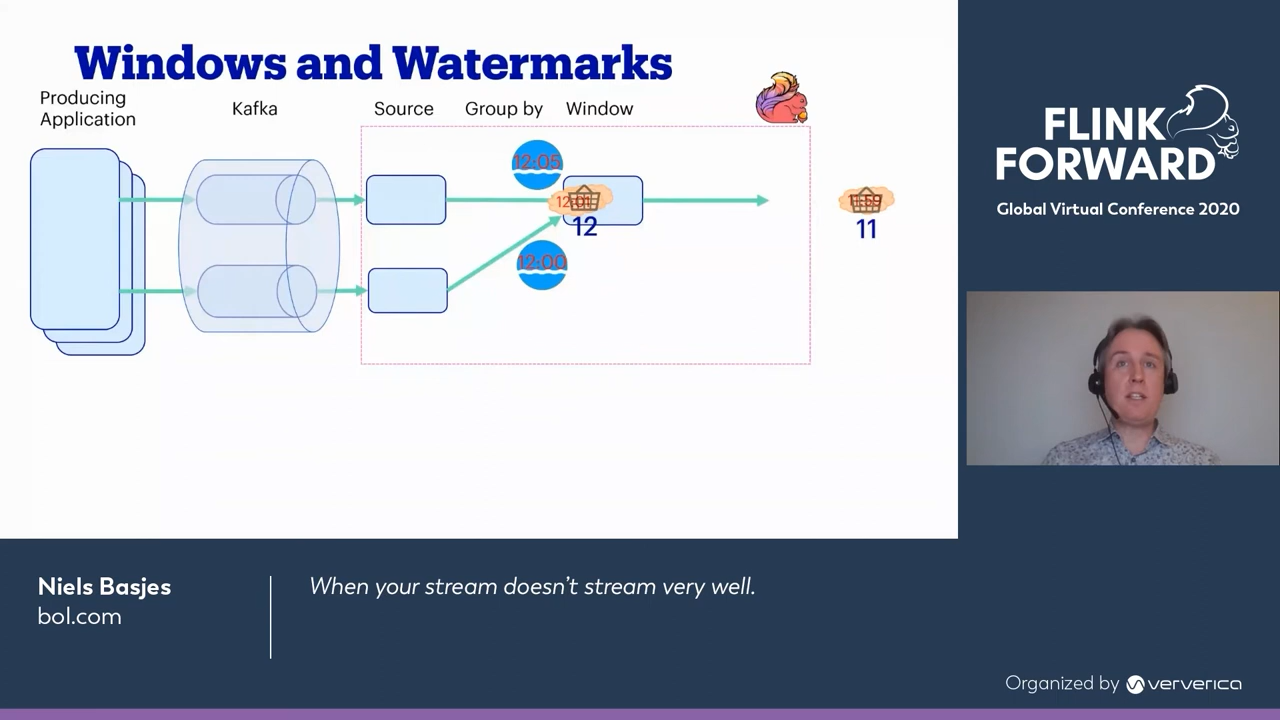 Windows and Watermarks
Producing
Application
Kafka
Source
Group by
Window
12:05
12:01
12
12:00
11:59
11
FLINK
FORWARD
Global Virtual Conference 2020
Niels Basjes
bol.com
When your stream doesn't stream very well.
Organized by ververica